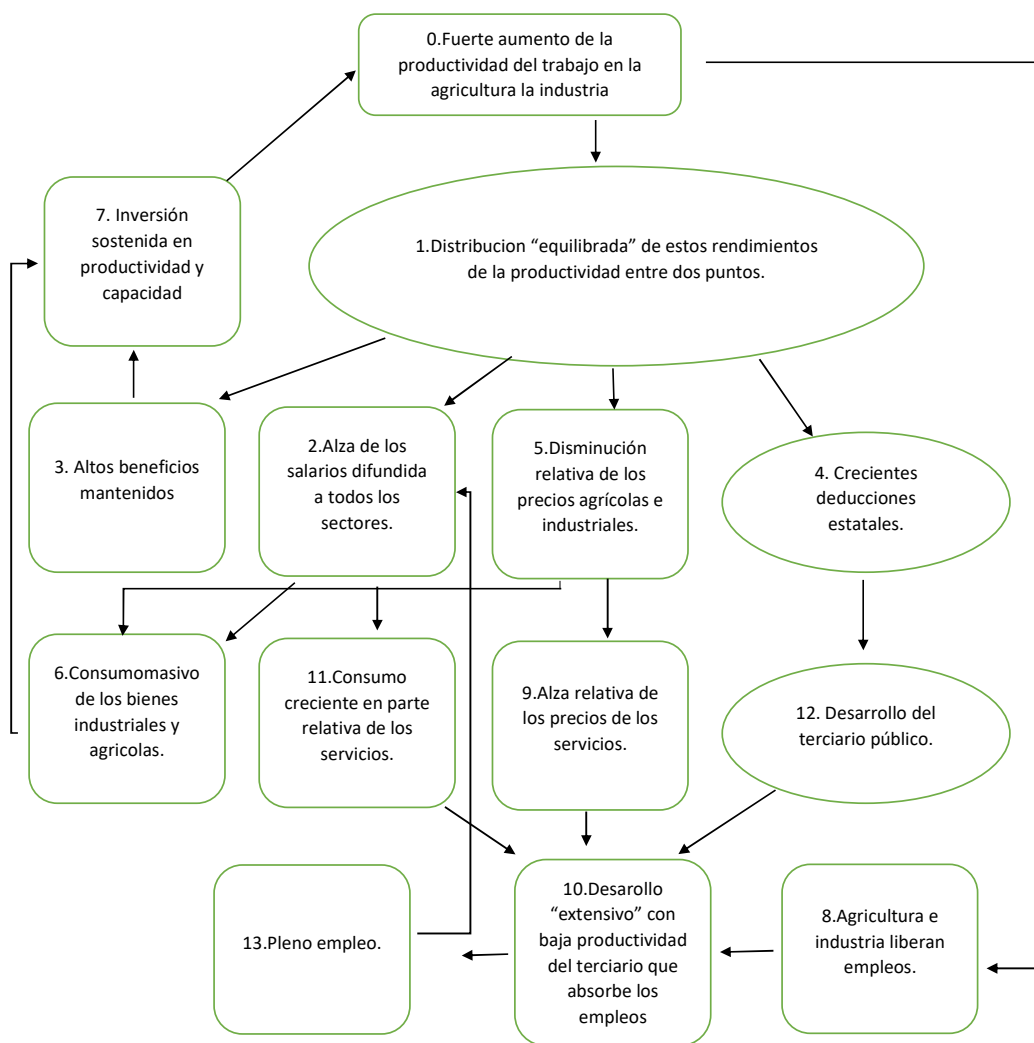 0.Fuerte aumento de la
productividad del trabajo en la
agricultura la industria
7. Inversión
sostenida en
productividad y
capacidad
1.Distribucion “equilibrada” de estos rendimientos
de la productividad entre dos puntos.
3. Altos beneficios
mantenidos
2.Alza de los
salarios difundida
a todos los
sectores.
5.Disminución
relativa de los
precios agrícolas e
industriales.
4. Crecientes
deducciones
estatales.
6.Consumomasivo
de los bienes
industriales y
agricolas.
11.Consumo
creciente en parte
relativa de los
servicios.
9.Alza relativa de
los precios de los
servicios.
12. Desarrollo del
terciario público.
13.Pleno empleo.
10.Desarollo
“extensivo” con
baja productividad
del terciario que
absorbe los
empleos
8.Agricultura e
industria liberan
empleos.